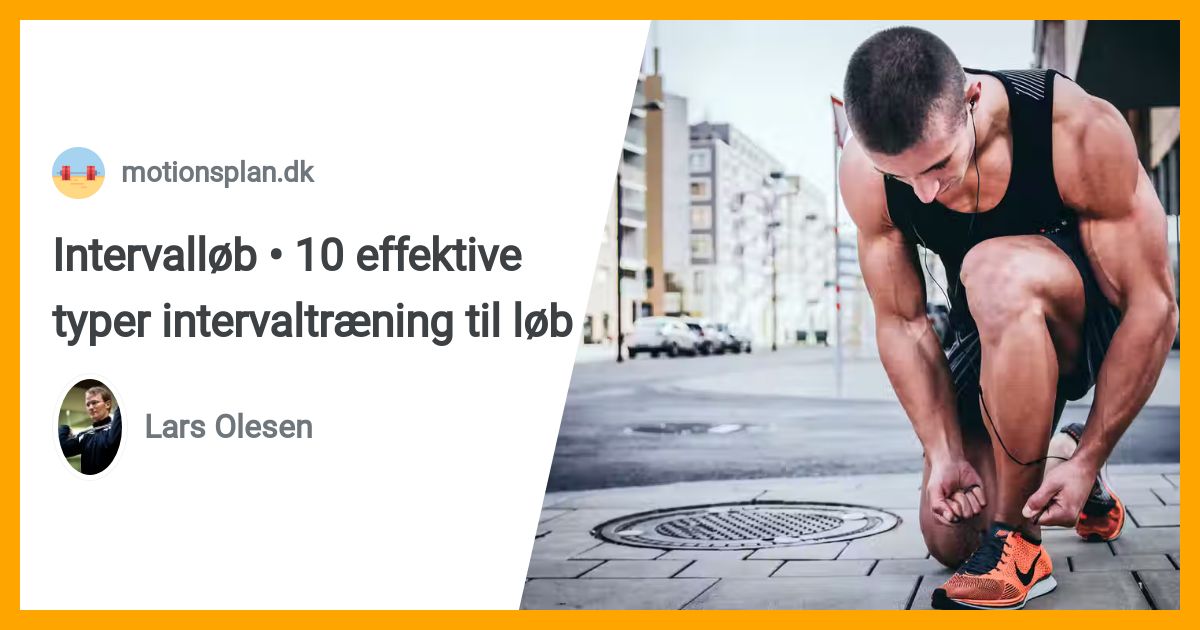 motionsplan.dk
Intervalløb • 10 effektive
typer intervaltræning til løb
Lars Olesen